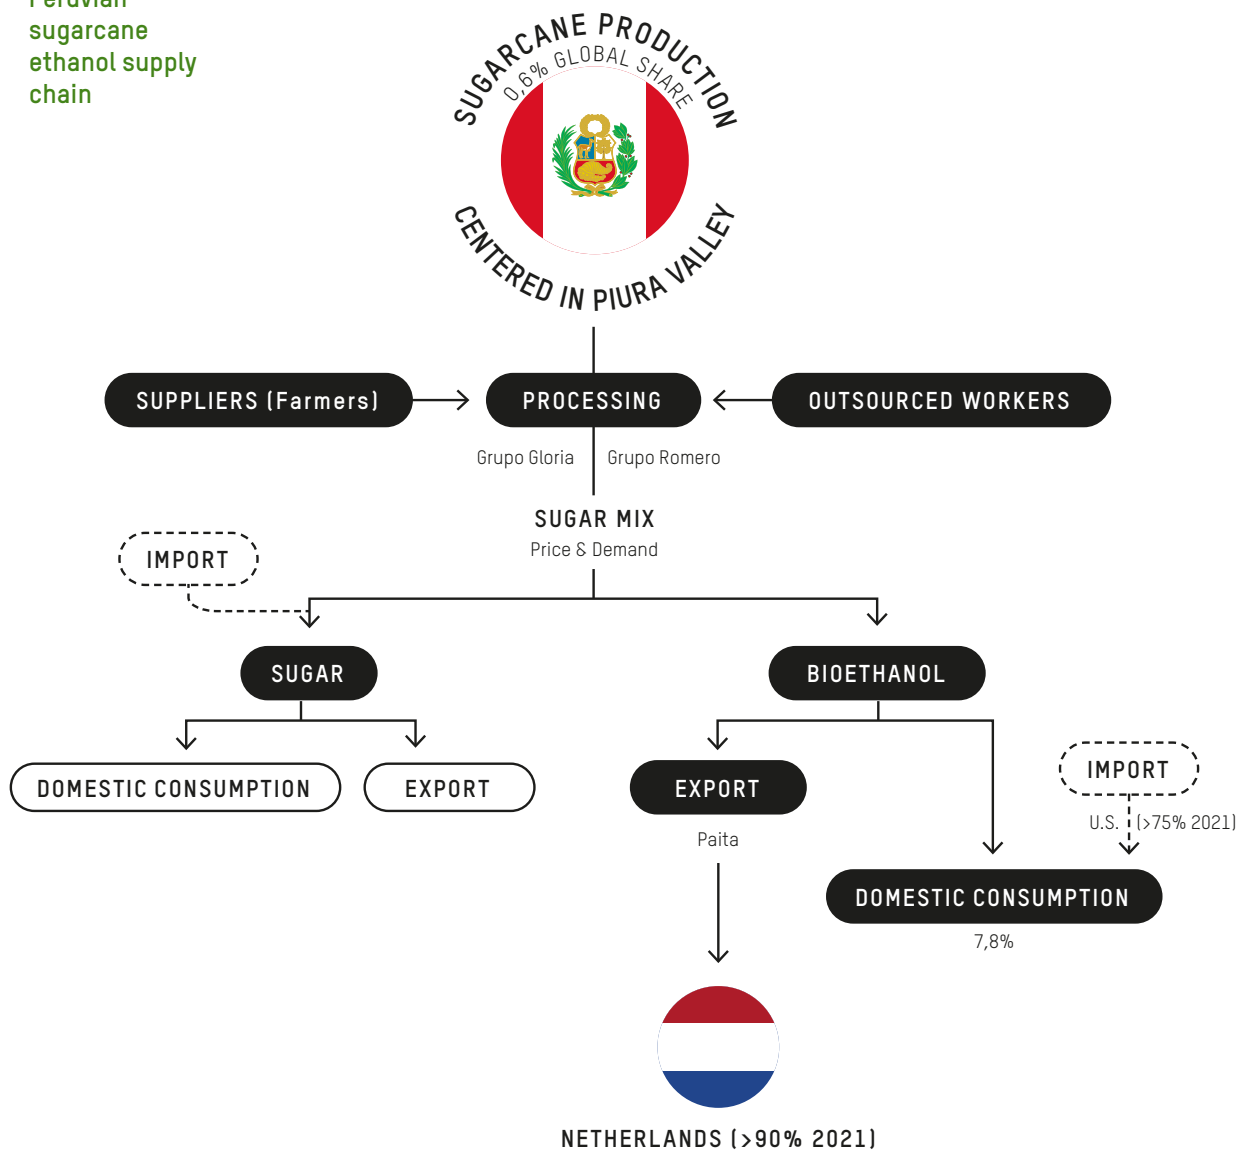 Peruvian
sugarcane
ethanol supply
chain
SUGARCANE PRODUCTION
0,6% GLOBAL SHARE
CENTERED IN PIURA VALLEY
SUPPLIERS (Farmers)
PROCESSING
OUTSOURCED WORKERS
Grupo Gloria
Grupo Romero
SUGAR MIX
Price & Demand
IMPORT
SUGAR
BIOETHANOL
DOMESTIC CONSUMPTION
EXPORT
EXPORT
IMPORT
Paita
U.S. (>75% 2021)
DOMESTIC CONSUMPTION
7,8%
NETHERLANDS (>90% 2021)